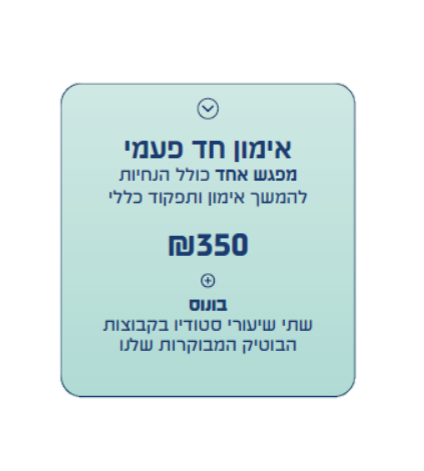 אימון חד פעמי
מפגש אחד כולל הנחיות
להמשך אימון ותפקוד כללי
₪350
בונוס
שתי שיעורי סטודיו בקבוצות
הבוטיק המבוקרות שלנו